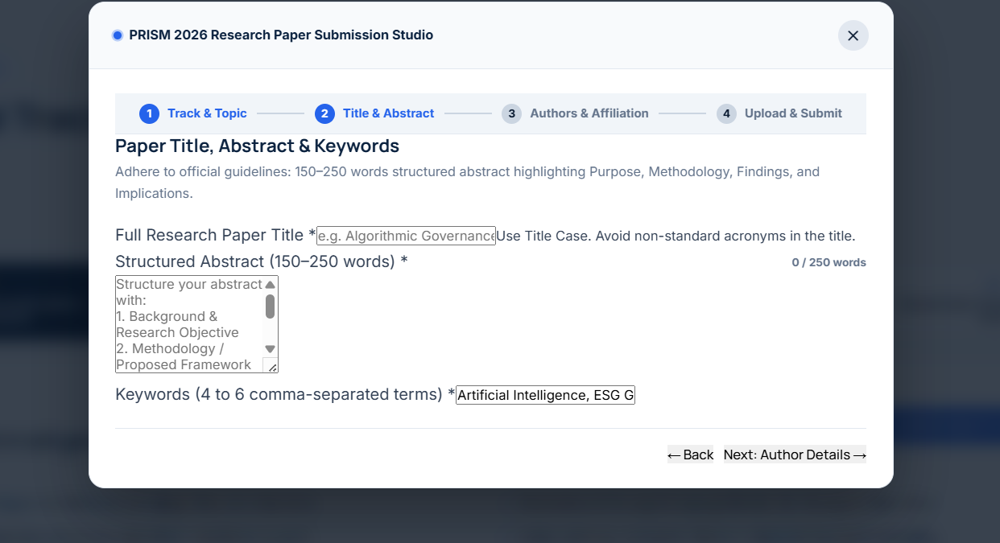 PRISM 2026 Research Paper Submission Studio
1 Track & Topic 2 Title & Abstract 3 Authors & Affiliation 4 Upload & Submit
Paper Title, Abstract & Keywords
Adhere to official guidelines: 150–250 words structured abstract highlighting Purpose, Methodology, Findings, and
Implications.
Full Research Paper Title * e.g. Algorithmic Governance Use Title Case. Avoid non-standard acronyms in the title.
Structured Abstract (150–250 words) * 0 / 250 words
Structure your abstract
with:
1. Background &
Research Objective
2. Methodology /
Proposed Framework
Keywords (4 to 6 comma-separated terms) * Artificial Intelligence, ESG G
← Back Next: Author Details →